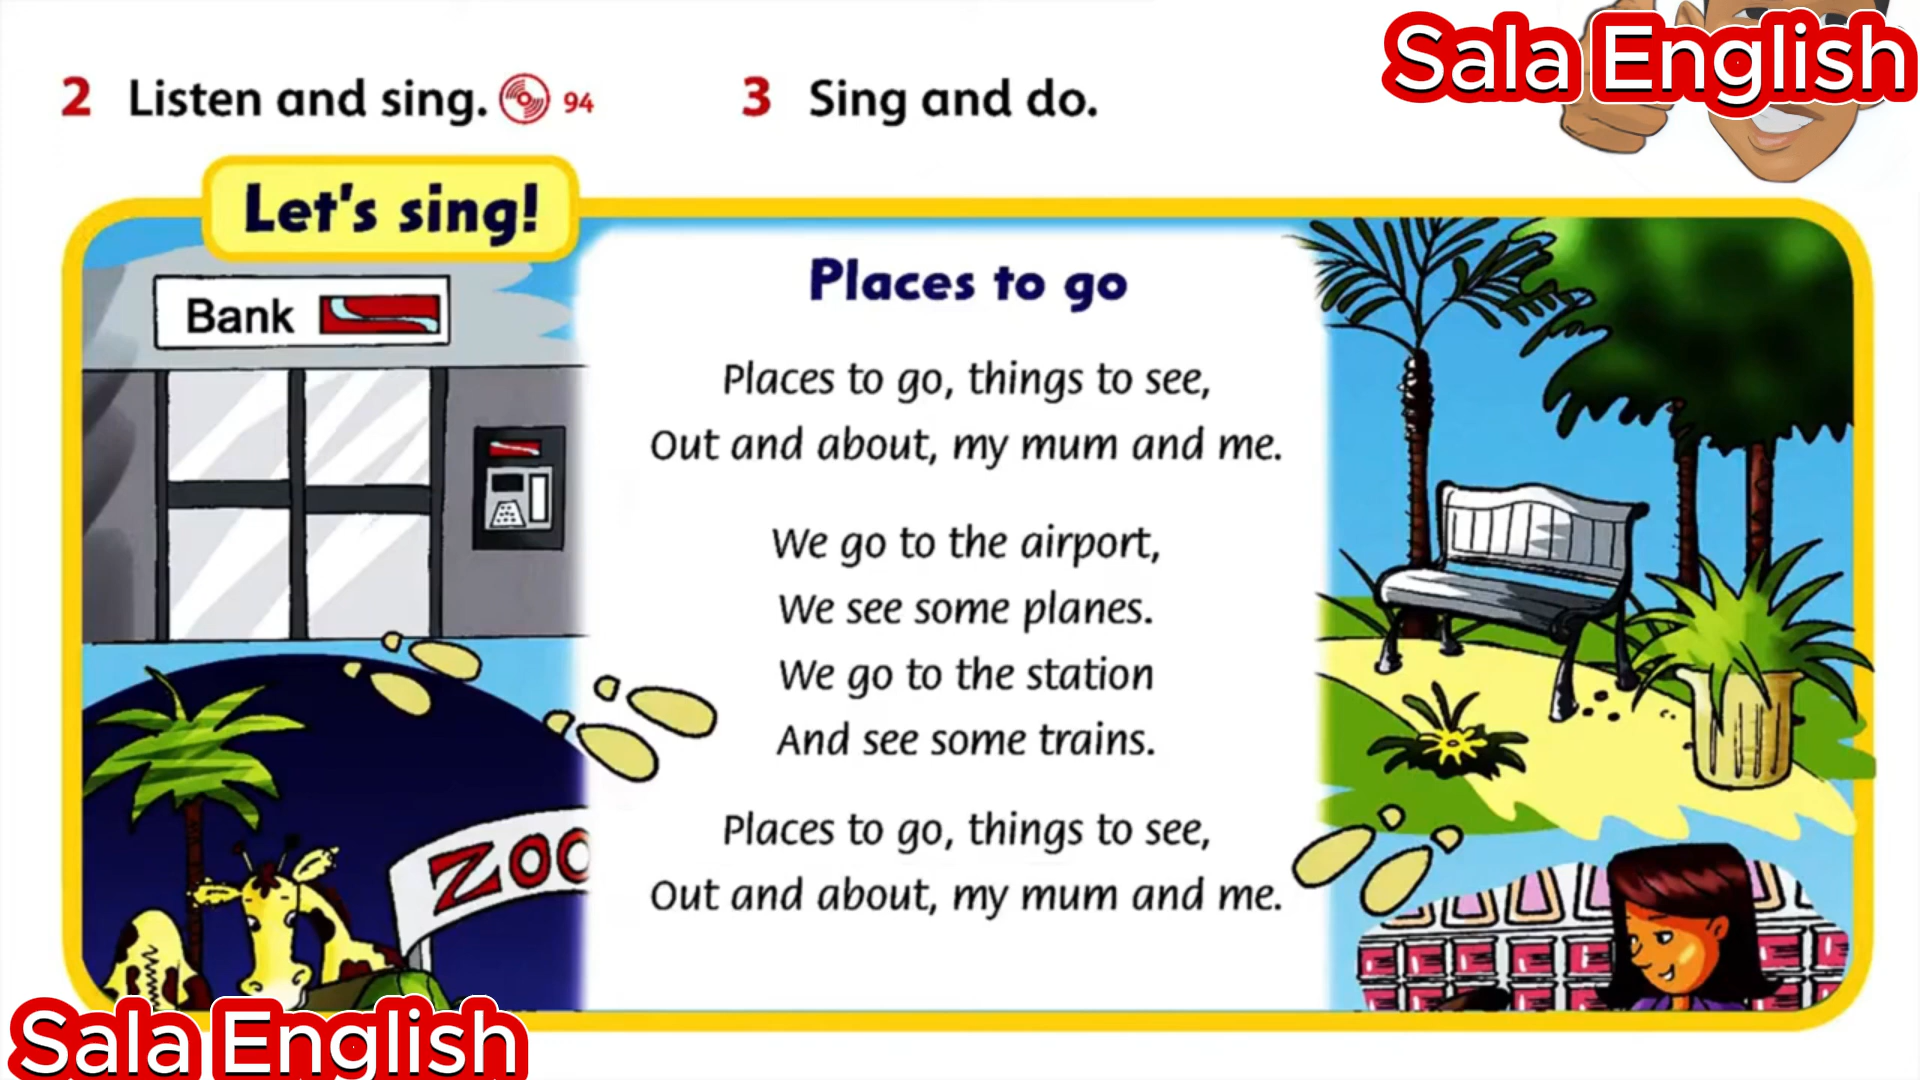 Sala English
2 Listen and sing. 94
3 Sing and do.
Let's sing!
Bank
Places to go
Places to go, things to see,
Out and about, my mum and me.
We go to the airport,
We see some planes.
We go to the station
And see some trains.
Places to go, things to see,
Out and about, my mum and me.
ZOO
Sala English